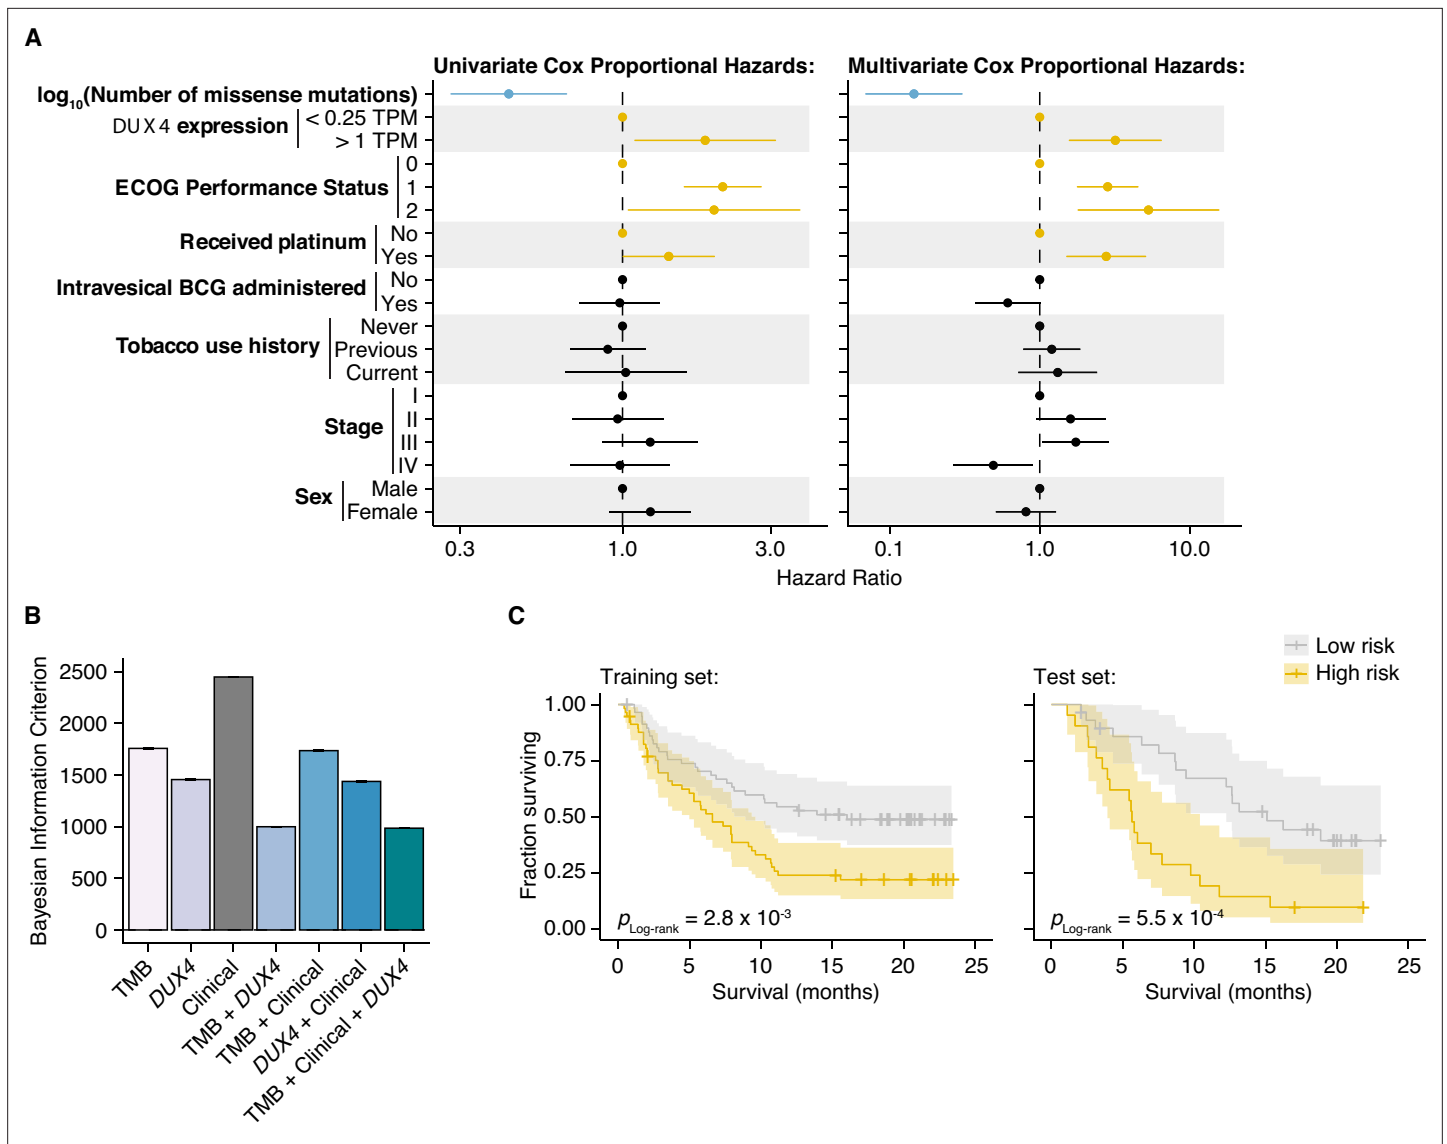 A
Univariate Cox Proportional Hazards:
Multivariate Cox Proportional Hazards:
log10(Number of missense mutations)
DUX4 expression
< 0.25 TPM
> 1 TPM
ECOG Performance Status
0
1
2
Received platinum
No
Yes
Intravesical BCG administered
No
Yes
Tobacco use history
Never
Previous
Current
Stage
I
II
III
IV
Sex
Male
Female
0.3 1.0 3.0
0.1 1.0 10.0
Hazard Ratio
B
Bayesian Information Criterion
2500
2000
1500
1000
500
0
TMB
DUX4
Clinical
TMB + DUX4
TMB + Clinical
DUX4 + Clinical
TMB + Clinical + DUX4
C
Low risk
High risk
Training set:
Fraction surviving
1.00
0.75
0.50
0.25
0.00
pLog-rank = 2.8 x 10-3
0 5 10 15 20 25
Survival (months)
Test set:
pLog-rank = 5.5 x 10-4
0 5 10 15 20 25
Survival (months)